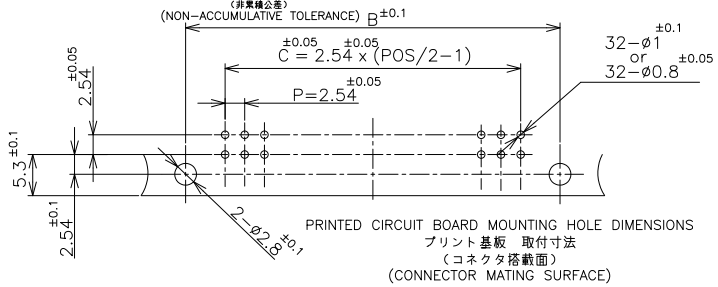 (非累積公差)
(NON-ACCUMULATIVE TOLERANCE) B±0.1
C±0.05 = 2.54±0.05 x (POS/2-1)
P=2.54±0.05
32-ø1±0.1
or
32-ø0.8±0.05
2.54±0.05
5.3±0.1
2.54±0.1
2-ø2.8±0.1
PRINTED CIRCUIT BOARD MOUNTING HOLE DIMENSIONS
プリント基板 取付寸法
(コネクタ搭載面)
(CONNECTOR MATING SURFACE)